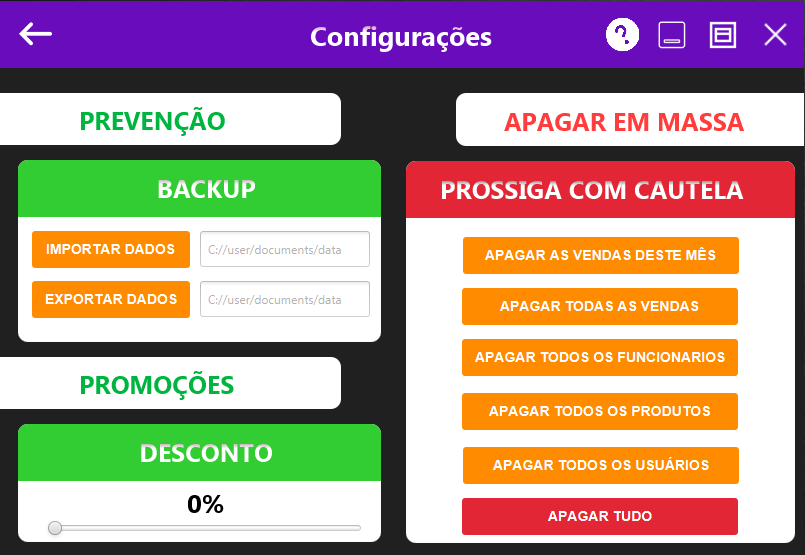 Configurações
PREVENÇÃO
BACKUP
IMPORTAR DADOS
C://user/documents/data
EXPORTAR DADOS
C://user/documents/data
PROMOÇÕES
DESCONTO
0%
APAGAR EM MASSA
PROSSIGA COM CAUTELA
APAGAR AS VENDAS DESTE MÊS
APAGAR TODAS AS VENDAS
APAGAR TODOS OS FUNCIONARIOS
APAGAR TODOS OS PRODUTOS
APAGAR TODOS OS USUÁRIOS
APAGAR TUDO